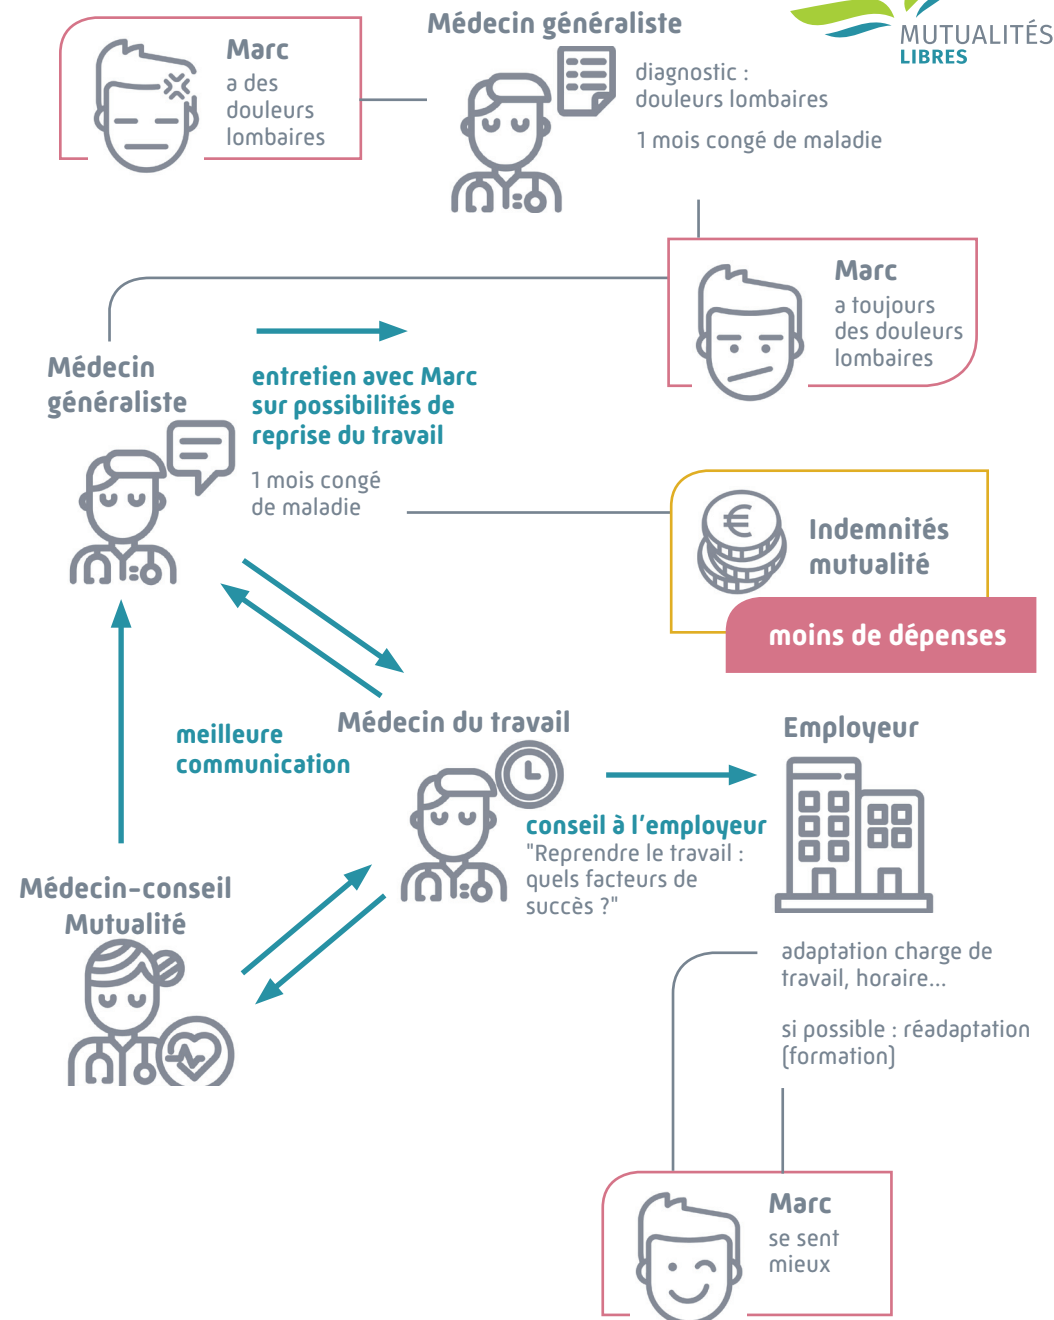 MUTUALITÉS
LIBRES
Marc
a des
douleurs
lombaires
Médecin généraliste
diagnostic :
douleurs lombaires
1 mois congé de maladie
Marc
a toujours
des douleurs
lombaires
Médecin
généraliste
entretien avec Marc
sur possibilités de
reprise du travail
1 mois congé
de maladie
€
Indemnités
mutualité
moins de dépenses
meilleure
communication
Médecin du travail
conseil à l'employeur
"Reprendre le travail :
quels facteurs de
succès ?"
Employeur
Médecin-conseil
Mutualité
adaptation charge de
travail, horaire...
si possible : réadaptation
(formation)
Marc
se sent
mieux